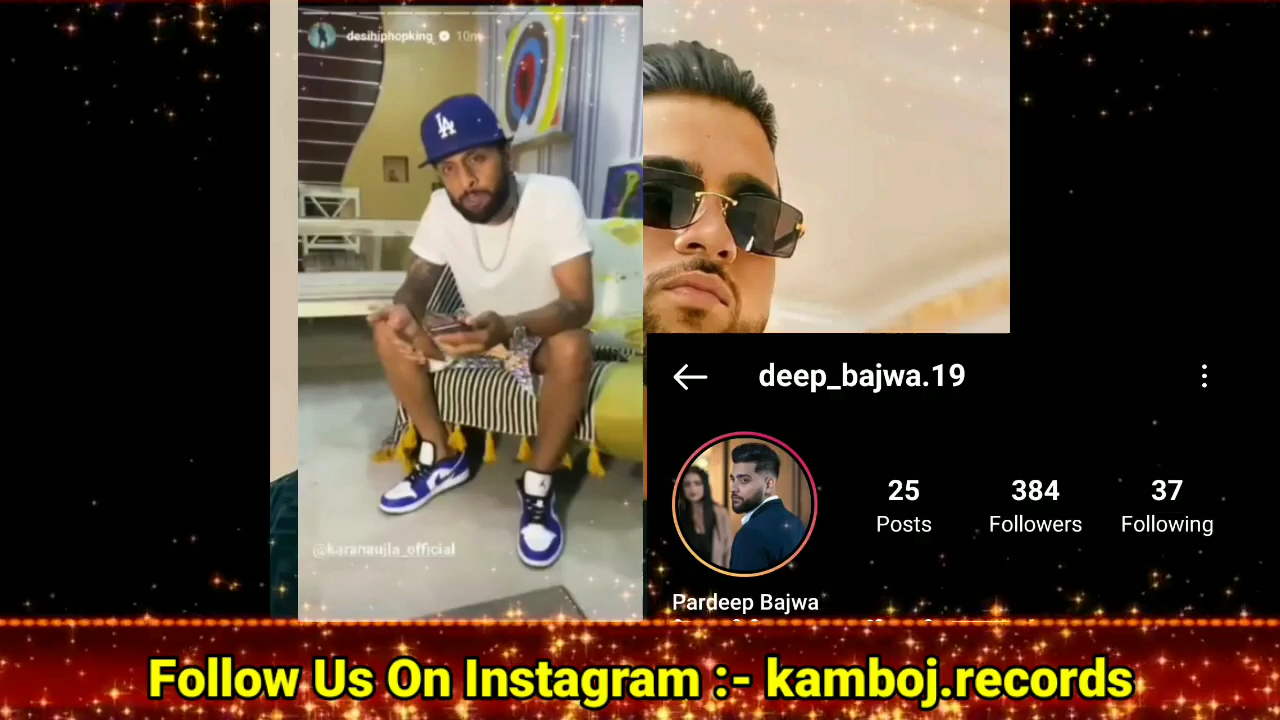 desihiphopking 10m
LA
@karanaujla_official
deep_bajwa.19
25 384 37
Posts Followers Following
Pardeep Bajwa
Follow Us On Instagram :- kamboj.records